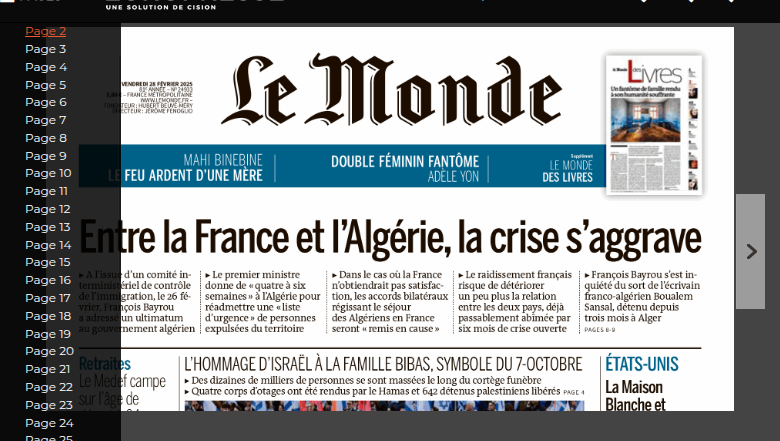 UNE SOLUTION DE CISION
Page 2
Page 3
Page 4
Page 5
Page 6
Page 7
Page 8
Page 9
Page 10
Page 11
Page 12
Page 13
Page 14
Page 15
Page 16
Page 17
Page 18
Page 19
Page 20
Page 21
Page 22
Page 23
Page 24
Page 25
VENDREDI 28 FÉVRIER 2025
81E ANNÉE – NO 24903
– FRANCE MÉTROPOLITAINE
WWW.LEMONDE.FR –
FONDATEUR : HUBERT BEUVE-MÉRY
DIRECTEUR : JÉRÔME FENOGLIO
Le Monde
Le Monde des Livres
Un fantôme de famille rendu
à son humanité souffrante
MAHI BINEBINE
LE FEU ARDENT D’UNE MÈRE
DOUBLE FÉMININ FANTÔME
ADÈLE YON
Supplément
LE MONDE
DES LIVRES
Entre la France et l’Algérie, la crise s’aggrave
▸ A l’issue d’un comité in-
terministériel de contrôle
de l’immigration, le 26 fé-
vrier, François Bayrou
a adressé un ultimatum
au gouvernement algérien
▸ Le premier ministre
donne de « quatre à six
semaines » à l’Algérie pour
réadmettre une « liste
d’urgence » de personnes
expulsées du territoire
▸ Dans le cas où la France
n’obtiendrait pas satisfac-
tion, les accords bilatéraux
régissant le séjour
des Algériens en France
seront « remis en cause »
▸ Le raidissement français
risque de détériorer
un peu plus la relation
entre les deux pays, déjà
passablement abîmée par
six mois de crise ouverte
▸ François Bayrou s’est in-
quiété du sort de l’écrivain
franco-algérien Boualem
Sansal, détenu depuis
trois mois à Alger
PAGES 8-9
Retraites
Le Medef campe
sur l’âge de
L’HOMMAGE D’ISRAËL À LA FAMILLE BIBAS, SYMBOLE DU 7-OCTOBRE
▸ Des dizaines de milliers de personnes se sont massées le long du cortège funèbre
▸ Quatre corps d’otages ont été rendus par le Hamas et 642 détenus palestiniens libérés PAGE 4
ÉTATS-UNIS
La Maison
Blanche et